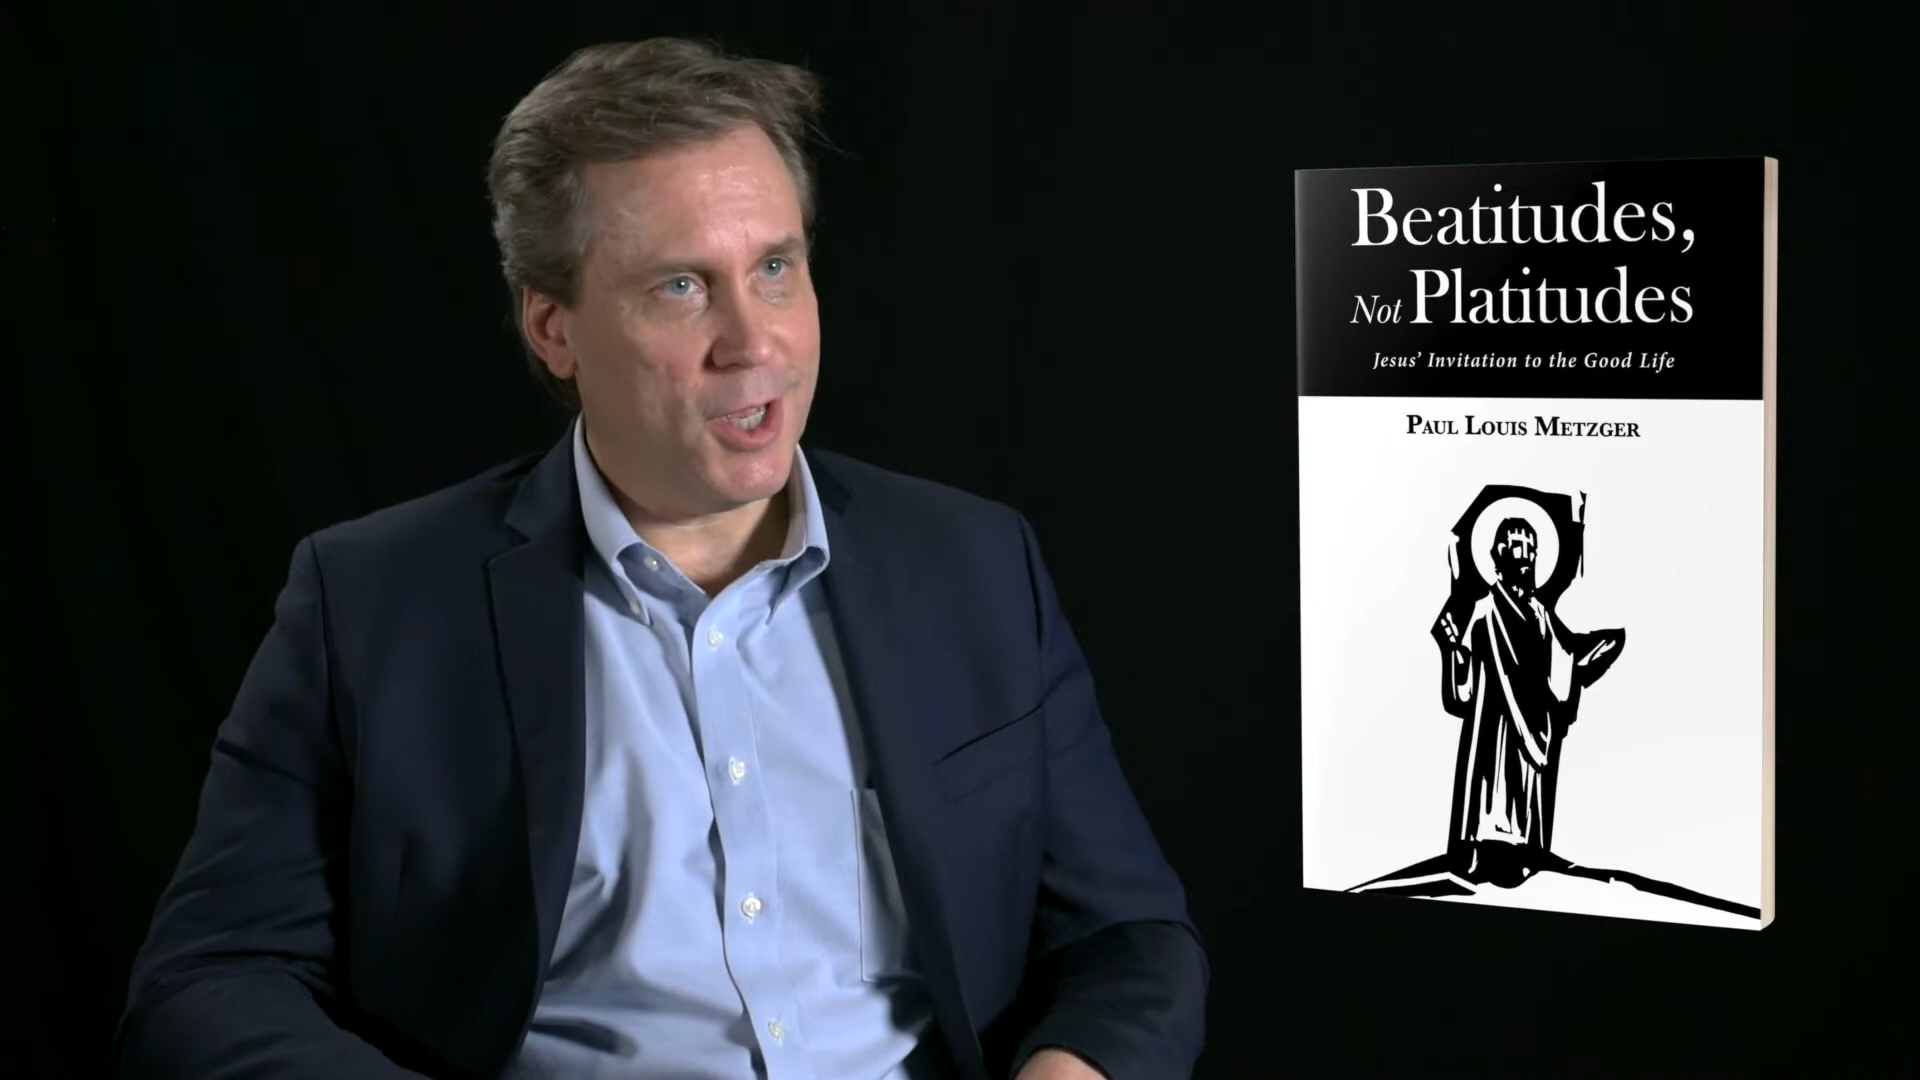 Beatitudes,
Not Platitudes
Jesus' Invitation to the Good Life
Paul Louis Metzger